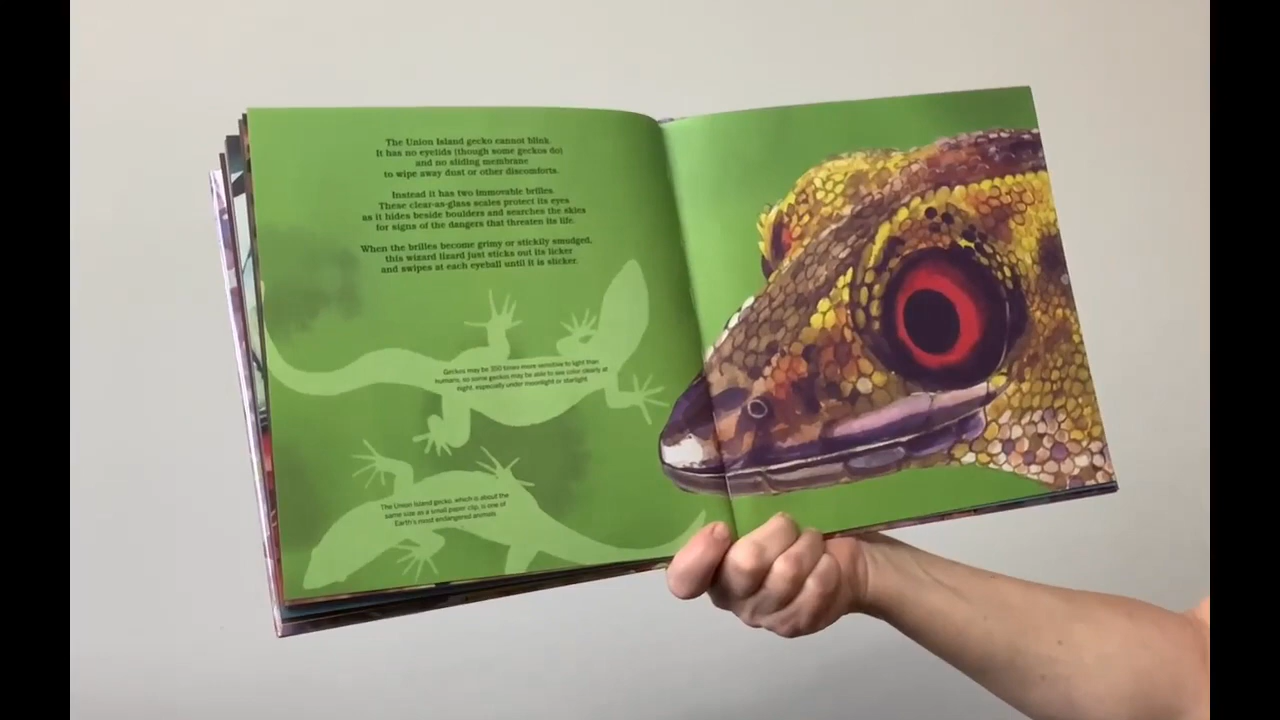 The Union Island gecko cannot blink.
It has no eyelids (though some geckos do)
and no sliding membrane
to wipe away dust or other discomforts.
Instead it has two immovable brilles.
These clear-as-glass scales protect its eyes
as it hides beside boulders and searches the skies
for signs of the dangers that threaten its life.
When the brilles become grimy or stickily smudged,
this wizard lizard just sticks out its licker
and swipes at each eyeball until it is slicker.
Geckos may be 350 times more sensitive to light than
humans, so some geckos may be able to see color clearly at
night, especially under moonlight or starlight.
The Union Island gecko, which is about the
same size as a small paper clip, is one of
Earth's most endangered animals.